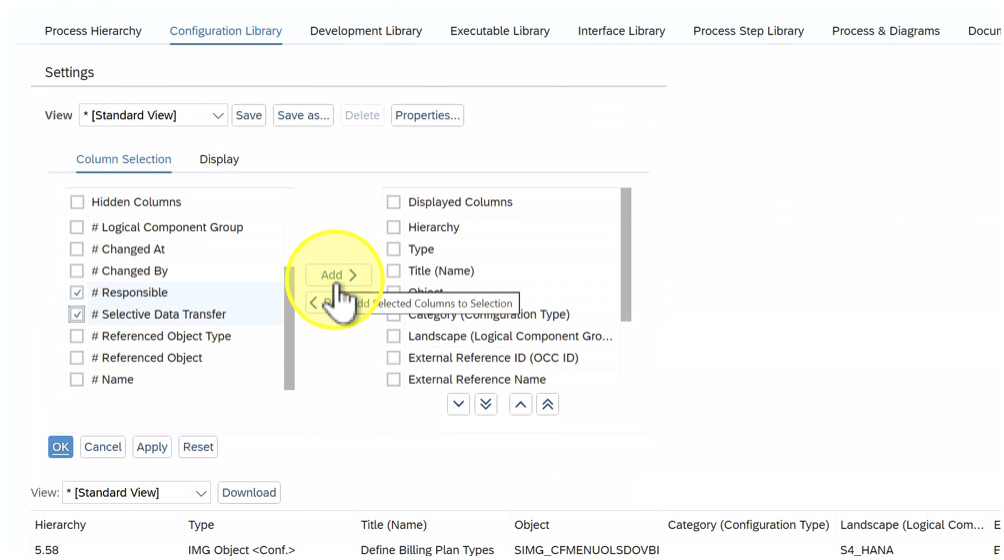 Process Hierarchy Configuration Library Development Library Executable Library Interface Library Process Step Library Process & Diagrams Docum
Settings
View * [Standard View] Save Save as... Delete Properties...
Column Selection Display
Hidden Columns
# Logical Component Group
# Changed At
# Changed By
# Responsible
# Selective Data Transfer
# Referenced Object Type
# Referenced Object
# Name
Add
dd Selected Columns to Selection
Displayed Columns
Hierarchy
Type
Title (Name)
Object
Category (Configuration Type)
Landscape (Logical Component Gro...
External Reference ID (OCC ID)
External Reference Name
OK Cancel Apply Reset
View: * [Standard View] Download
Hierarchy Type Title (Name) Object Category (Configuration Type) Landscape (Logical Com... E
5.58 IMG Object <Conf.> Define Billing Plan Types SIMG_CFMENUOLSDOVBI S4_HANA E